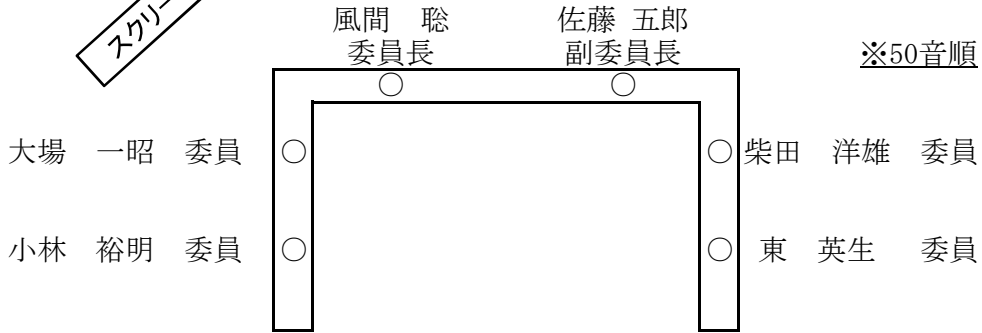 スクリー
風間　聡　　　佐藤 五郎
委員長　　　副委員長
※50音順
大場　一昭　委員　　　柴田　洋雄　委員
小林　裕明　委員　　　東　英生　委員